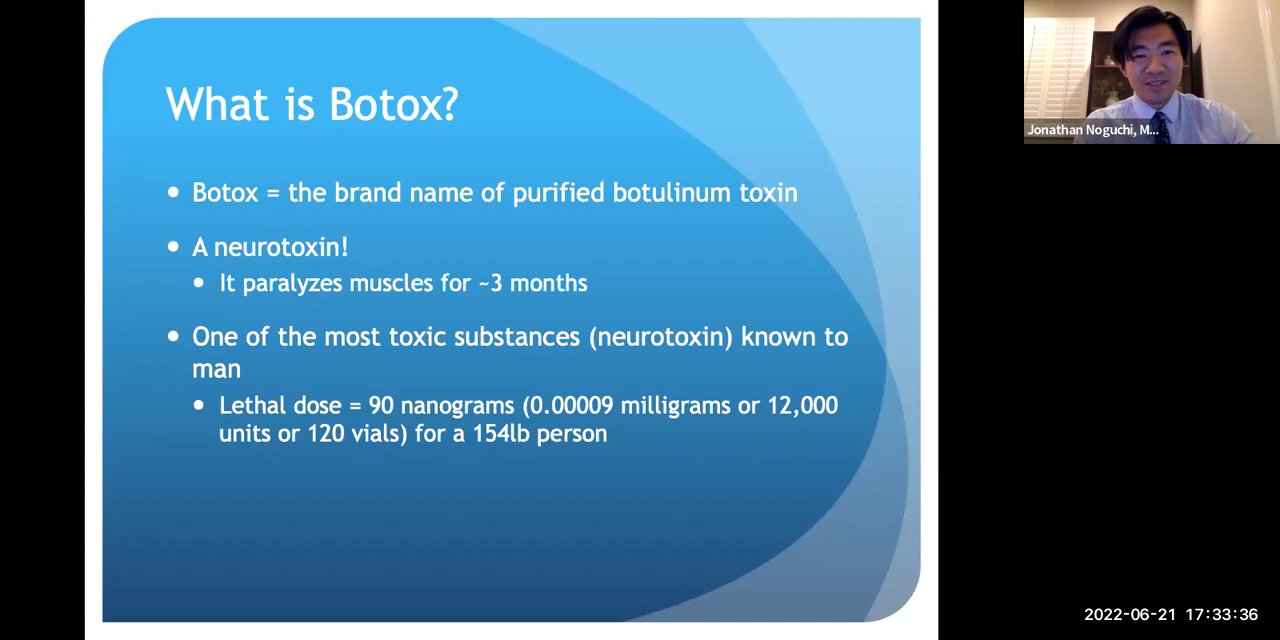 What is Botox?
• Botox = the brand name of purified botulinum toxin
• A neurotoxin!
• It paralyzes muscles for ~3 months
• One of the most toxic substances (neurotoxin) known to
man
• Lethal dose = 90 nanograms (0.00009 milligrams or 12,000
units or 120 vials) for a 154lb person
Jonathan Noguchi, M...
2022-06-21 17:33:36